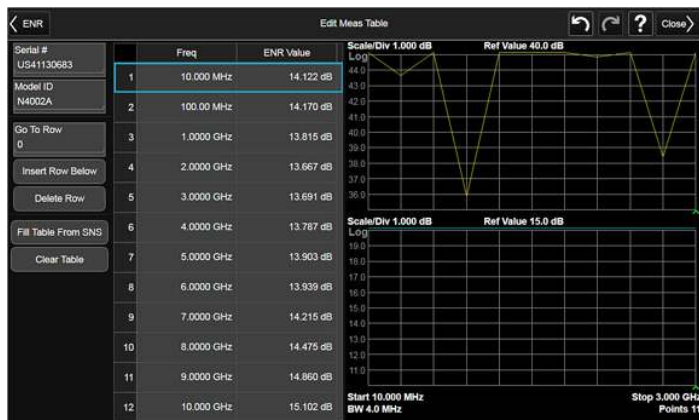 ENR
Edit Meas Table
Close
Serial #
US41130683
Model ID
N4002A
Go To Row
0
Insert Row Below
Delete Row
Fill Table From SNS
Clear Table
Freq ENR Value
1 10.000 MHz 14.122 dB
2 100.00 MHz 14.170 dB
3 1.0000 GHz 13.815 dB
4 2.0000 GHz 13.667 dB
5 3.0000 GHz 13.691 dB
6 4.0000 GHz 13.787 dB
7 5.0000 GHz 13.903 dB
8 6.0000 GHz 13.939 dB
9 7.0000 GHz 14.215 dB
10 8.0000 GHz 14.475 dB
11 9.0000 GHz 14.860 dB
12 10.000 GHz 15.102 dB
Scale/Div 1.000 dB Ref Value 40.0 dB
Log
44.0
43.0
42.0
41.0
40.0
39.0
38.0
37.0
36.0
Scale/Div 1.000 dB Ref Value 15.0 dB
Log
19.0
18.0
17.0
16.0
15.0
14.0
13.0
12.0
11.0
Start 10.000 MHz Stop 3.000 GHz
BW 4.0 MHz Points